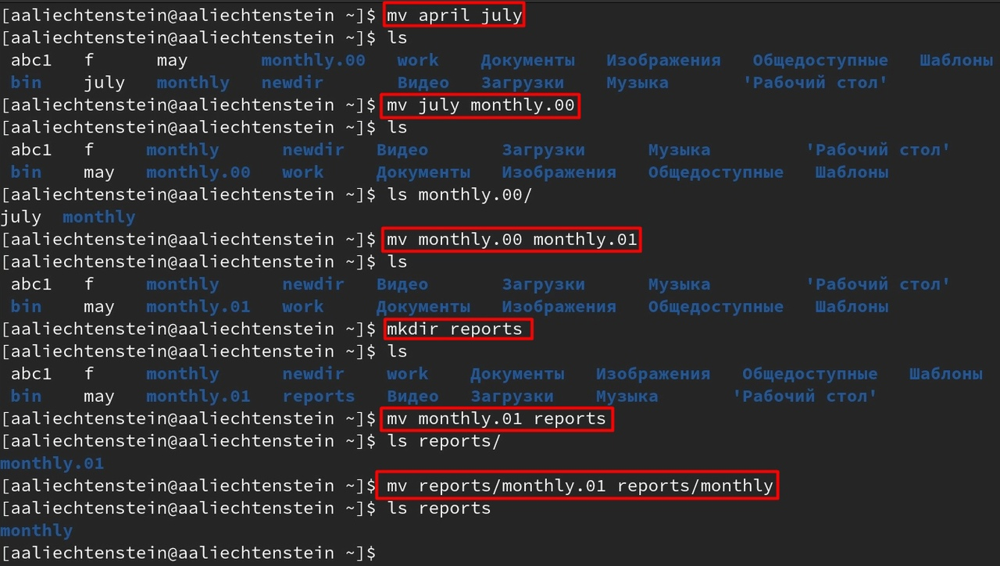 [aaliechtenstein@aaliechtenstein ~]$ mv april july
[aaliechtenstein@aaliechtenstein ~]$ ls
abc1 f may monthly.00 work Документы Изображения Общедоступные Шаблоны
bin july monthly newdir Видео Загрузки Музыка 'Рабочий стол'
[aaliechtenstein@aaliechtenstein ~]$ mv july monthly.00
[aaliechtenstein@aaliechtenstein ~]$ ls
abc1 f monthly newdir Видео Загрузки Музыка 'Рабочий стол'
bin may monthly.00 work Документы Изображения Общедоступные Шаблоны
[aaliechtenstein@aaliechtenstein ~]$ ls monthly.00/
july monthly
[aaliechtenstein@aaliechtenstein ~]$ mv monthly.00 monthly.01
[aaliechtenstein@aaliechtenstein ~]$ ls
abc1 f monthly newdir Видео Загрузки Музыка 'Рабочий стол'
bin may monthly.01 work Документы Изображения Общедоступные Шаблоны
[aaliechtenstein@aaliechtenstein ~]$ mkdir reports
[aaliechtenstein@aaliechtenstein ~]$ ls
abc1 f monthly newdir work Документы Изображения Общедоступные Шаблоны
bin may monthly.01 reports Видео Загрузки Музыка 'Рабочий стол'
[aaliechtenstein@aaliechtenstein ~]$ mv monthly.01 reports
[aaliechtenstein@aaliechtenstein ~]$ ls reports/
monthly.01
[aaliechtenstein@aaliechtenstein ~]$ mv reports/monthly.01 reports/monthly
[aaliechtenstein@aaliechtenstein ~]$ ls reports
monthly
[aaliechtenstein@aaliechtenstein ~]$